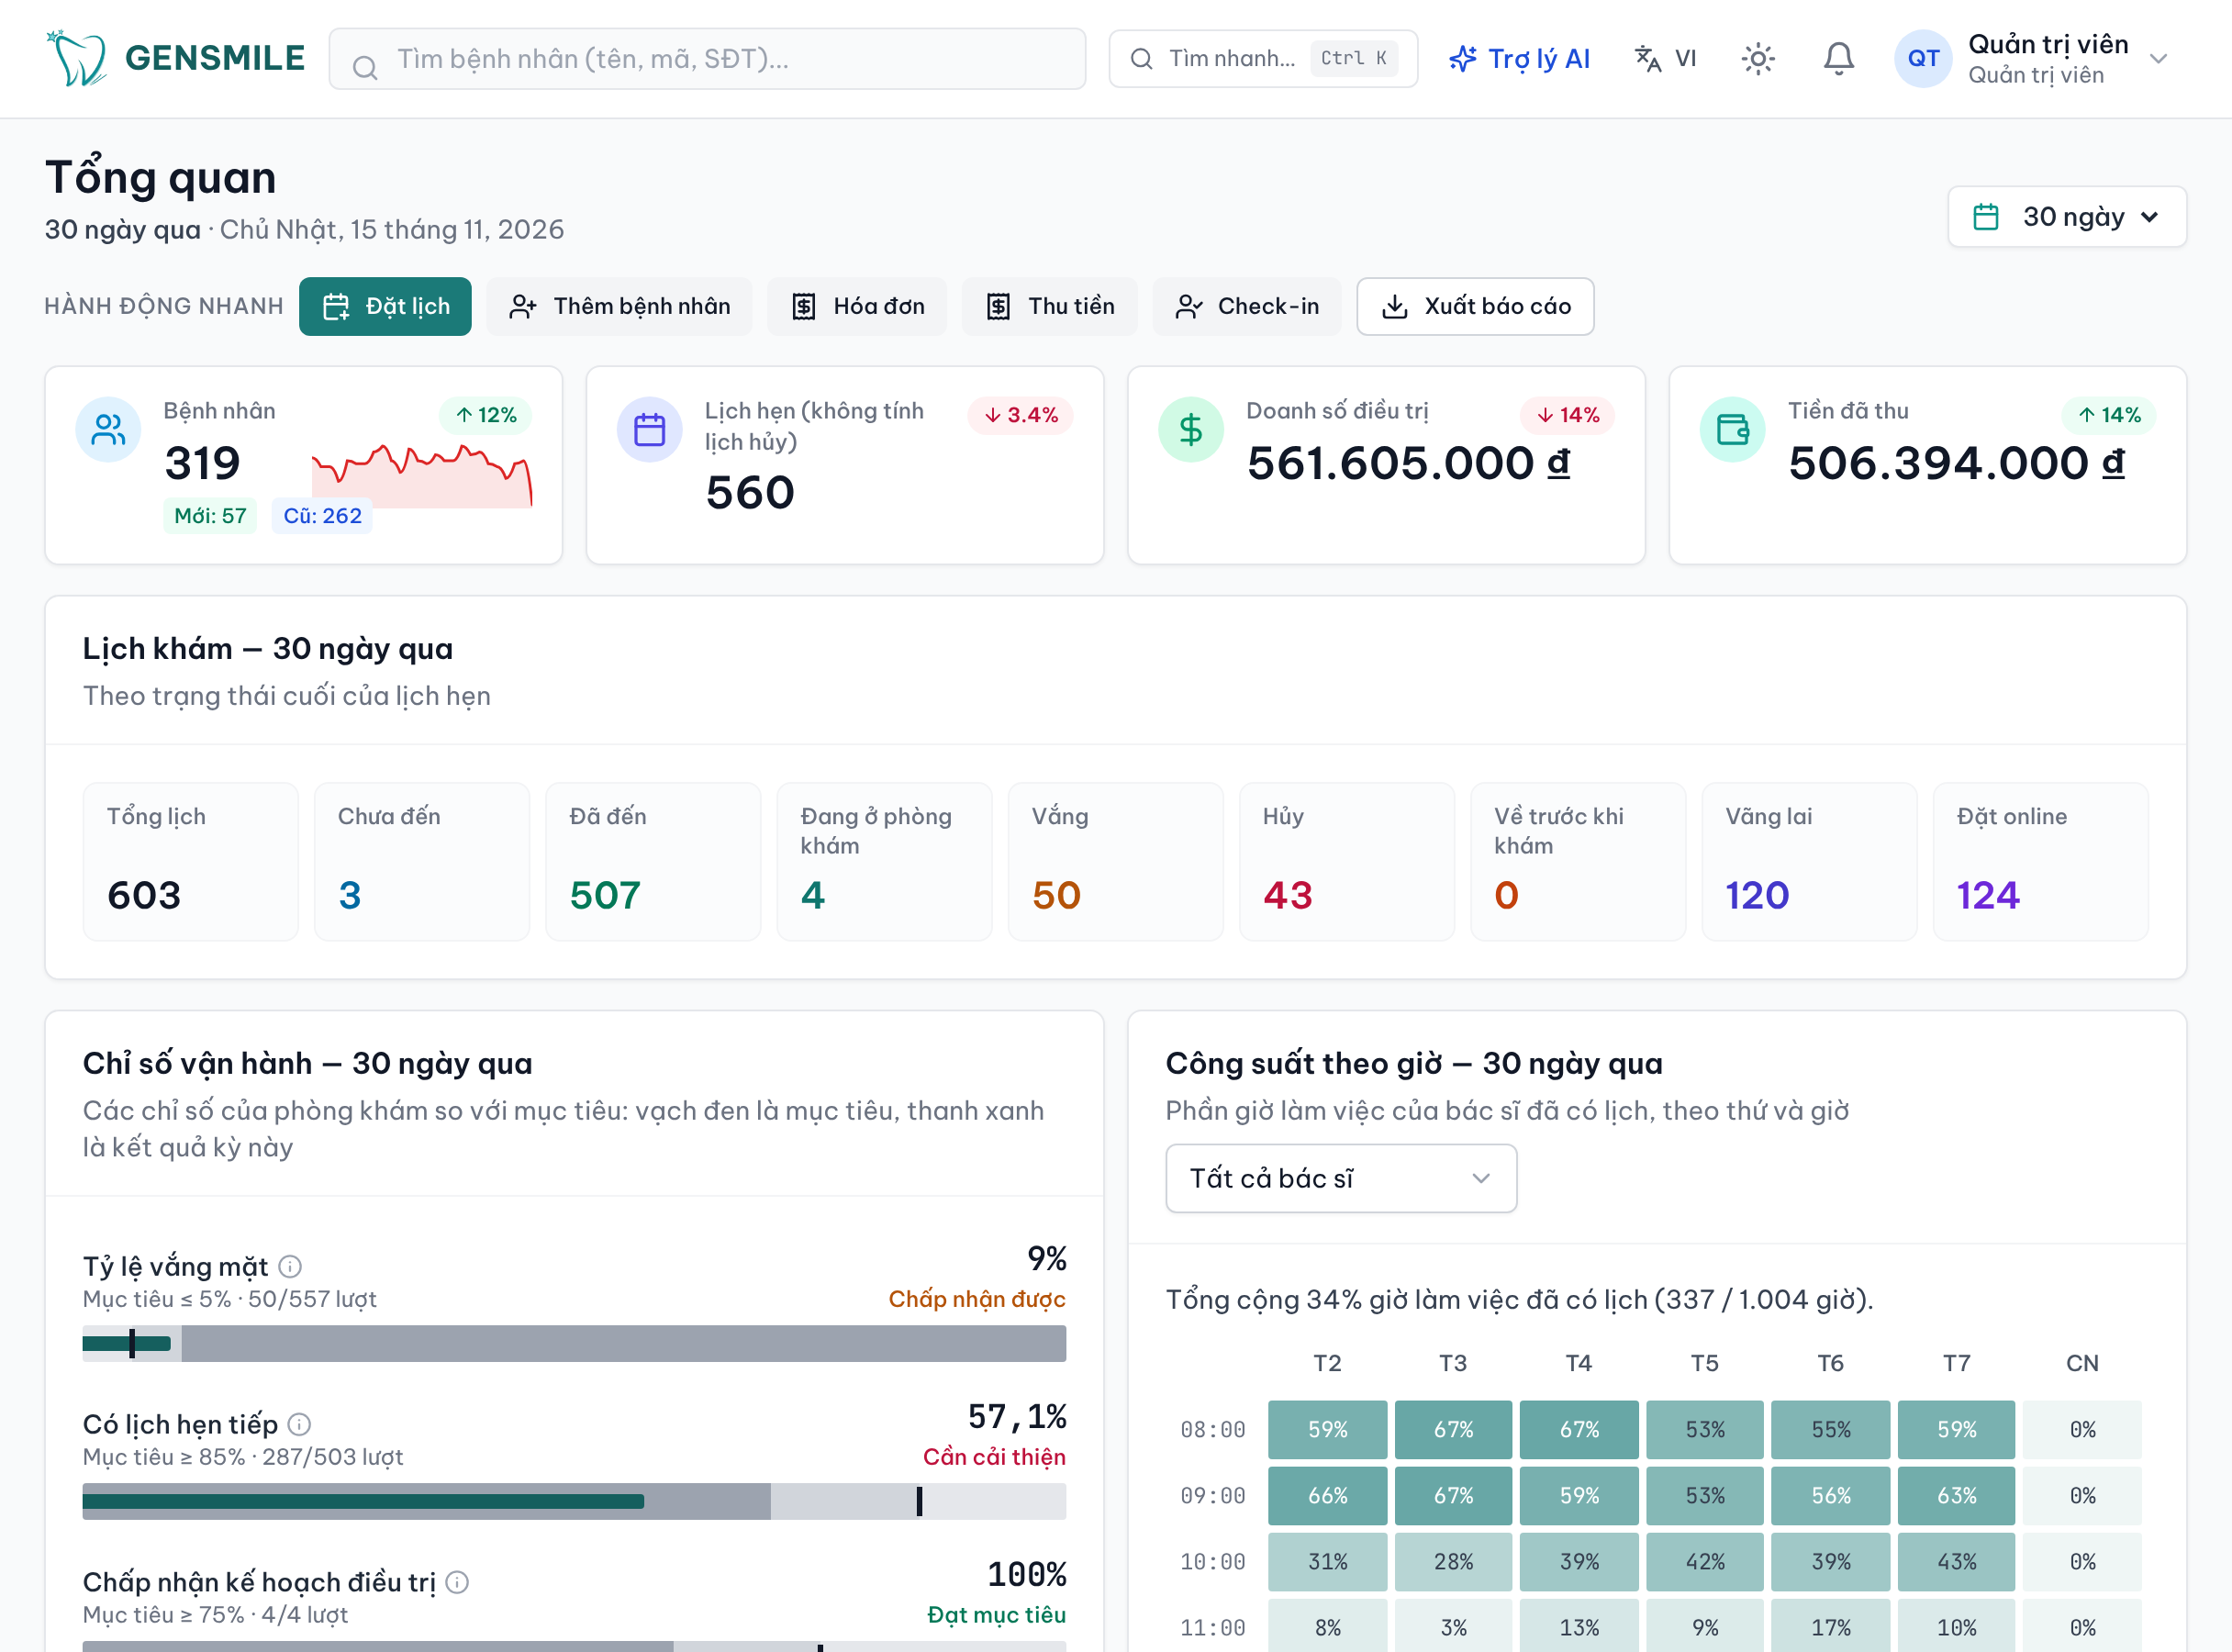 GENSMILE
Tìm bệnh nhân (tên, mã, SĐT)...
Tìm nhanh... Ctrl K
Trợ lý AI
VI
QT
Quản trị viên
Quản trị viên
Tổng quan
30 ngày qua · Chủ Nhật, 15 tháng 11, 2026
30 ngày
HÀNH ĐỘNG NHANH
Đặt lịch
Thêm bệnh nhân
Hóa đơn
Thu tiền
Check-in
Xuất báo cáo
Bệnh nhân
↑ 12%
319
Mới: 57
Cũ: 262
Lịch hẹn (không tính
lịch hủy)
↓ 3.4%
560
Doanh số điều trị
↓ 14%
561.605.000 ₫
Tiền đã thu
↑ 14%
506.394.000 ₫
Lịch khám — 30 ngày qua
Theo trạng thái cuối của lịch hẹn
Tổng lịch
603
Chưa đến
3
Đã đến
507
Đang ở phòng
khám
4
Vắng
50
Hủy
43
Về trước khi
khám
0
Vãng lai
120
Đặt online
124
Chỉ số vận hành — 30 ngày qua
Các chỉ số của phòng khám so với mục tiêu: vạch đen là mục tiêu, thanh xanh
là kết quả kỳ này
Tỷ lệ vắng mặt
9%
Mục tiêu ≤ 5% · 50/557 lượt
Chấp nhận được
Có lịch hẹn tiếp
57,1%
Mục tiêu ≥ 85% · 287/503 lượt
Cần cải thiện
Chấp nhận kế hoạch điều trị
100%
Mục tiêu ≥ 75% · 4/4 lượt
Đạt mục tiêu
Công suất theo giờ — 30 ngày qua
Phần giờ làm việc của bác sĩ đã có lịch, theo thứ và giờ
Tất cả bác sĩ
Tổng cộng 34% giờ làm việc đã có lịch (337 / 1.004 giờ).
T2 T3 T4 T5 T6 T7 CN
08:00 59% 67% 67% 53% 55% 59% 0%
09:00 66% 67% 59% 53% 56% 63% 0%
10:00 31% 28% 39% 42% 39% 43% 0%
11:00 8% 3% 13% 9% 17% 10% 0%